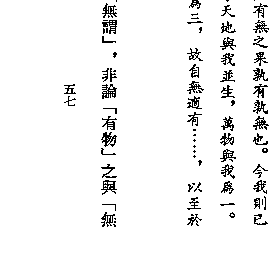 有無之果孰有孰無也。今我則已
天地與我並生，萬物與我為一。
為三，故自無適有……，以至於
無謂」，非論「有物」之與「無
五七